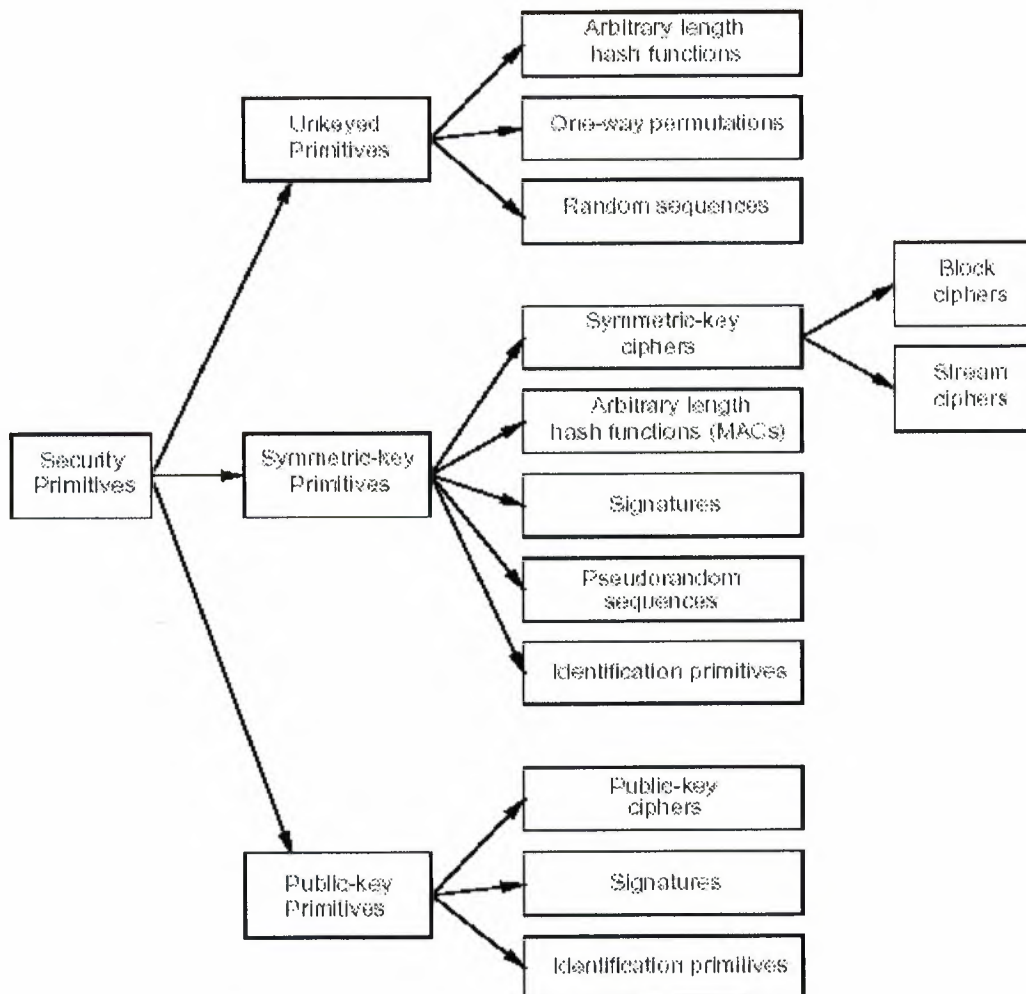 Arbitrary length
hash functions
Unkeyed
Primitives
One-way permutations
Random sequences
Block
ciphers
Symmetric-key
ciphers
Stream
ciphers
Arbitrary length
hash functions (MACs)
Security
Primitives
Symmetric-key
Primitives
Signatures
Pseudorandom
sequences
Identification primitives
Public-key
ciphers
Public-key
Primitives
Signatures
Identification primitives